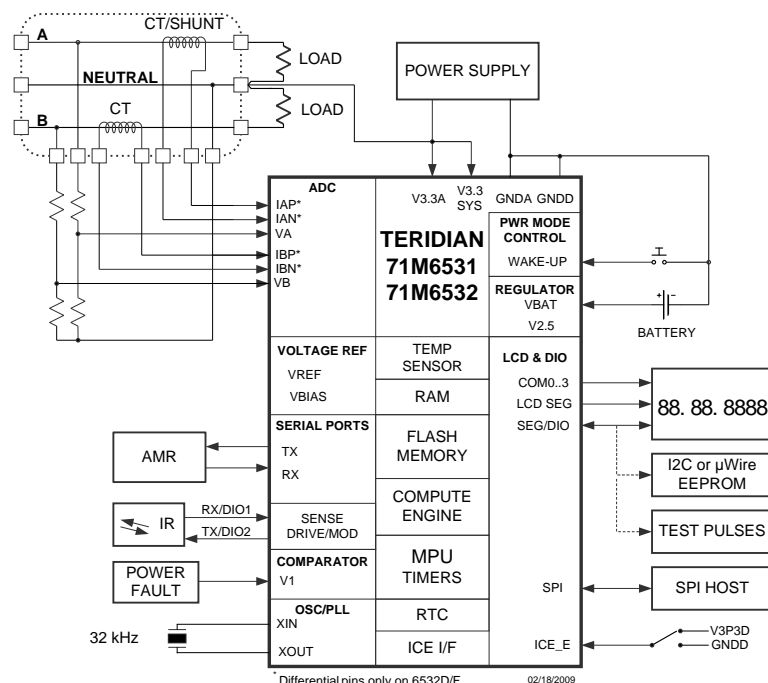 CT/SHUNT
A
LOAD
NEUTRAL
CT
B
LOAD
POWER SUPPLY
ADC
IAP*
IAN*
VA
IBP*
IBN*
VB
V3.3A
V3.3
SYS
GNDA GNDD
TERIDIAN
71M6531
71M6532
PWR MODE
CONTROL
WAKE-UP
REGULATOR
VBAT
V2.5
+
-
BATTERY
VOLTAGE REF
VREF
VBIAS
TEMP
SENSOR
RAM
LCD & DIO
COM0..3
LCD SEG
SEG/DIO
88. 88. 8888
SERIAL PORTS
TX
RX
AMR
FLASH
MEMORY
I2C or µWire
EEPROM
IR
RX/DIO1
TX/DIO2
SENSE
DRIVE/MOD
COMPUTE
ENGINE
TEST PULSES
POWER
FAULT
COMPARATOR
V1
MPU
TIMERS
SPI
SPI HOST
32 kHz
OSC/PLL
XIN
XOUT
RTC
ICE I/F
ICE_E
V3P3D
GNDD
* Differential pins only on 6532D/F
02/18/2009